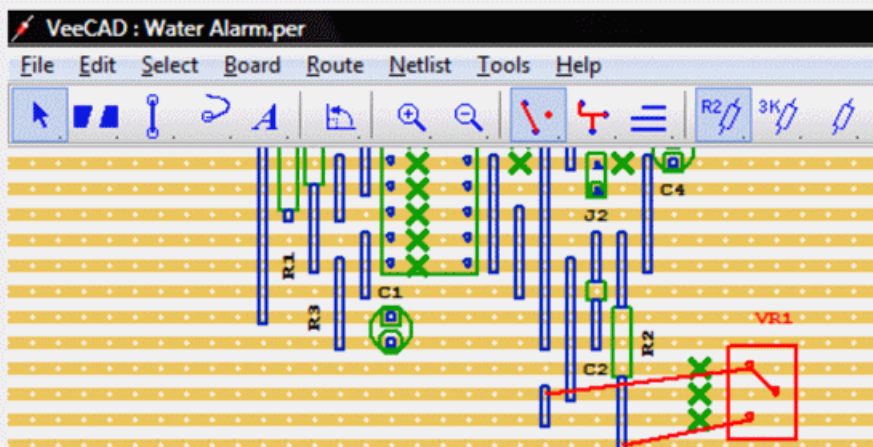 VeeCAD : Water Alarm.per
File Edit Select Board Route Netlist Tools Help
A R2 3K
C4
J2
R1
C1
R3
VR1
R2
C2